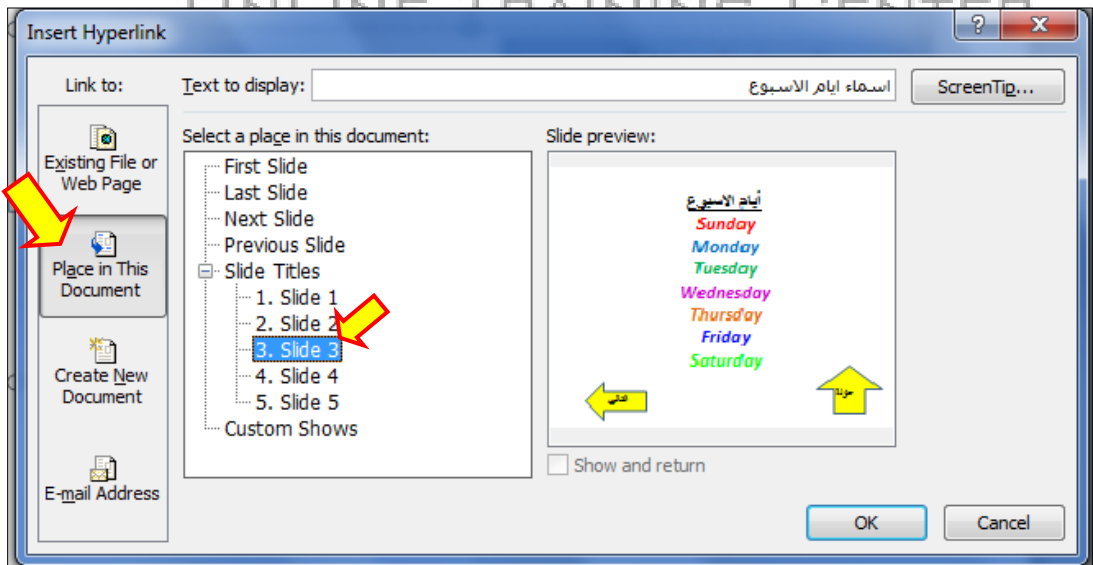 ONLINE TRAINING CENTER
Insert Hyperlink
Link to:
Text to display:
اسماء ايام الاسبوع
ScreenTip...
Existing File or
Web Page
Place in This
Document
Create New
Document
E-mail Address
Select a place in this document:
First Slide
Last Slide
Next Slide
Previous Slide
Slide Titles
1. Slide 1
2. Slide 2
3. Slide 3
4. Slide 4
5. Slide 5
Custom Shows
Slide preview:
أيام الاسبوع
Sunday
Monday
Tuesday
Wednesday
Thursday
Friday
Saturday
التالي
Show and return
OK
Cancel